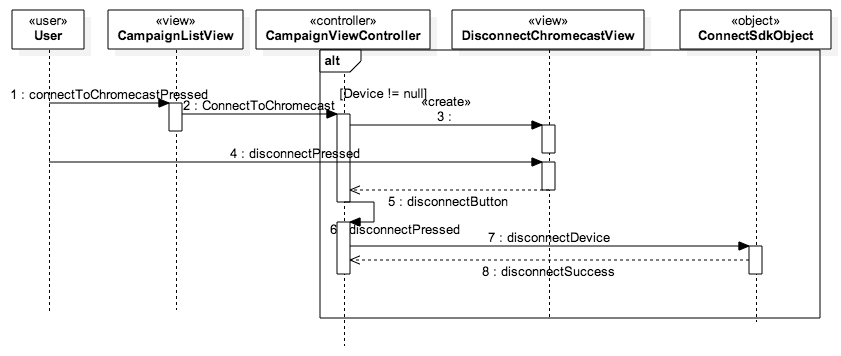 «user»
User
«view»
CampaignListView
«controller»
CampaignViewController
«view»
DisconnectChromecastView
«object»
ConnectSdkObject
alt
[Device != null]
1 : connectToChromecastPressed
2 : ConnectToChromecast
«create»
3 :
4 : disconnectPressed
5 : disconnectButton
6 : disconnectPressed
7 : disconnectDevice
8 : disconnectSuccess